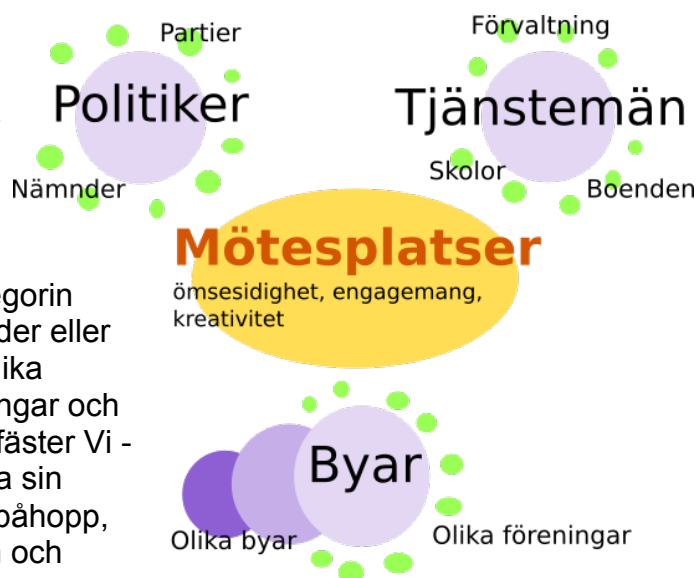 Partier
Politiker
Nämnder
Förvaltning
Tjänstemän
Skolor
Boenden
Mötesplatser
ömsesidighet, engagemang,
kreativitet
Byar
Olika byar
Olika föreningar
egorin
der eller
ika
ngar och
fäster Vi -
a sin
påhopp,
och